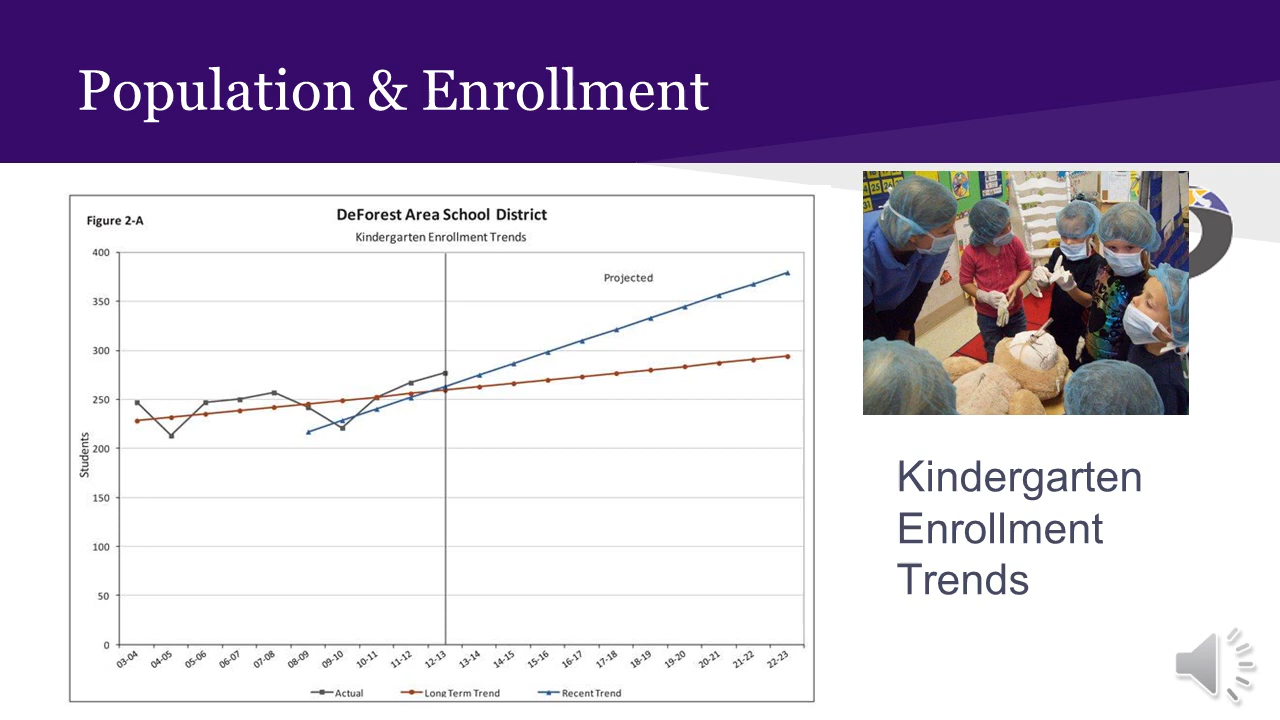 Population & Enrollment
Figure 2-A
DeForest Area School District
Kindergarten Enrollment Trends
Projected
Students
400
350
300
250
200
150
100
50
0
03-04 04-05 05-06 06-07 07-08 08-09 09-10 10-11 11-12 12-13 13-14 14-15 15-16 16-17 17-18 18-19 19-20 20-21 21-22 22-23
Actual Long Term Trend Recent Trend
Kindergarten
Enrollment
Trends